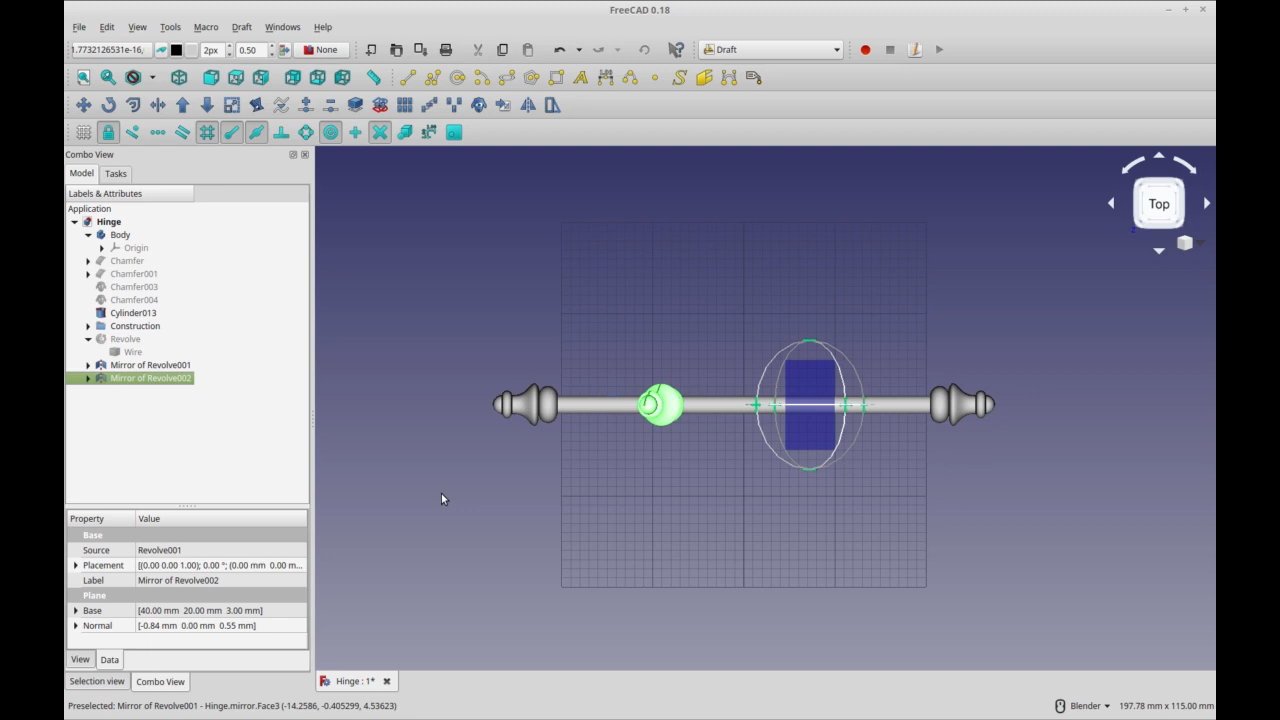 FreeCAD 0.18
File Edit View Tools Macro Draft Windows Help
1.7732126531e-16, 2px 0.50 None Draft
Combo View
Model Tasks
Labels & Attributes
Application
Hinge
Body
Origin
Chamfer
Chamfer001
Chamfer003
Chamfer004
Cylinder013
Construction
Revolve
Wire
Mirror of Revolve001
Mirror of Revolve002
Top
Property Value
Base
Source Revolve001
Placement [(0.00 0.00 1.00); 0.00 °; (0.00 mm 0.00 m...
Label Mirror of Revolve002
Plane
Base [40.00 mm 20.00 mm 3.00 mm]
Normal [-0.84 mm 0.00 mm 0.55 mm]
View Data
Selection view Combo View
Hinge : 1*
Preselected: Mirror of Revolve001 - Hinge.mirror.Face3 (-14.2586, -0.405299, 4.53623) Blender 197.78 mm x 115.00 mm